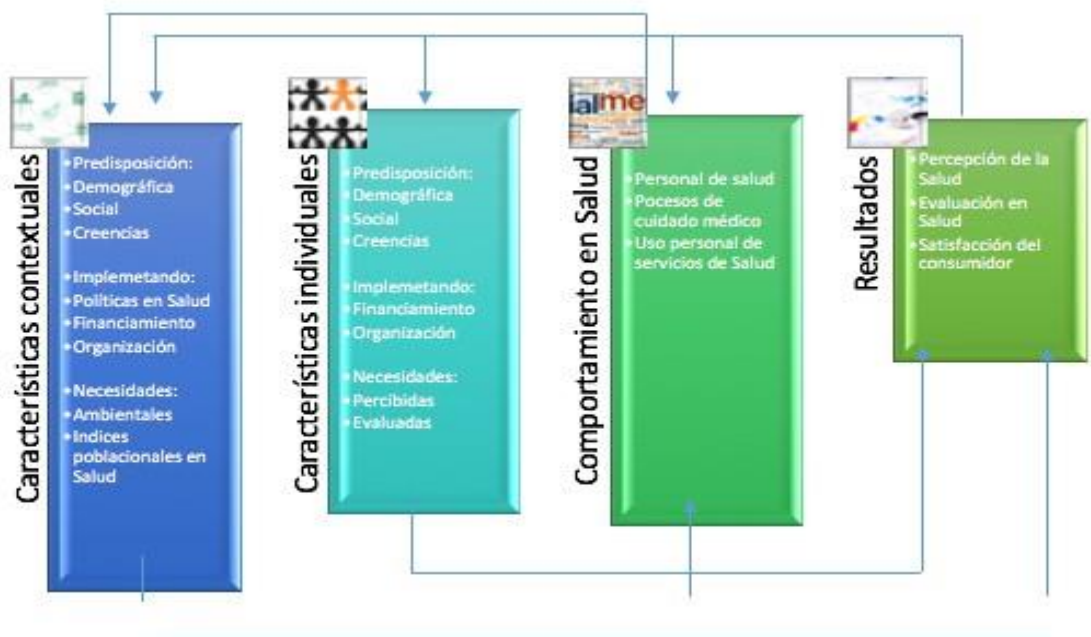 Características contextuales
Predisposición:
Demográfica
Social
Creencias
Implemetando:
Políticas en Salud
Financiamiento
Organización
Necesidades:
Ambientales
Indices
poblacionales en
Salud
Características individuales
Predisposición:
Demográfica
Social
Creencias
Implemetando:
Financiamiento
Organización
Necesidades:
Percibidas
Evaluadas
ialme
Comportamiento en Salud
Personal de salud
Pocesos de
cuidado médico
Uso personal de
servicios de Salud
Resultados
Percepción de la
Salud
Evaluación en
Salud
Satisfacción del
consumidor